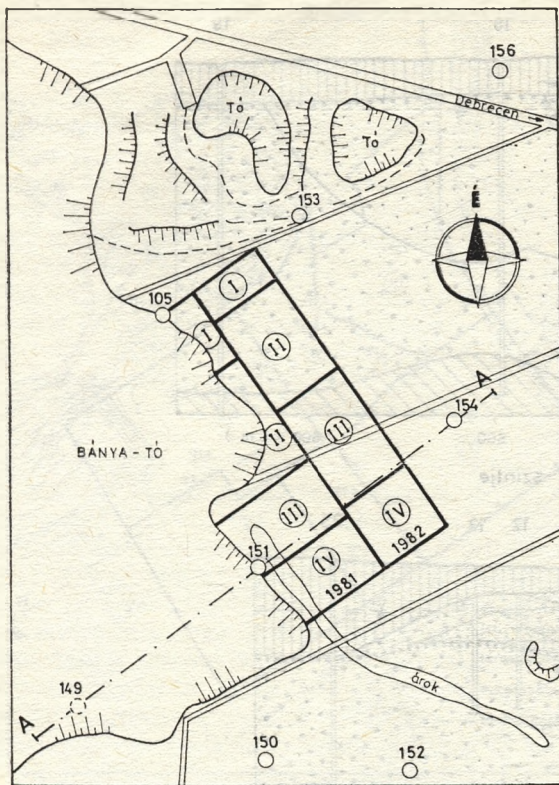 156
Tó
Debrecen
Tó
153
É
I
105
I
II
A
154
II
III
BÁNYA-TÓ
III
IV
151
IV
1982
1981
149
A
árok
150
152